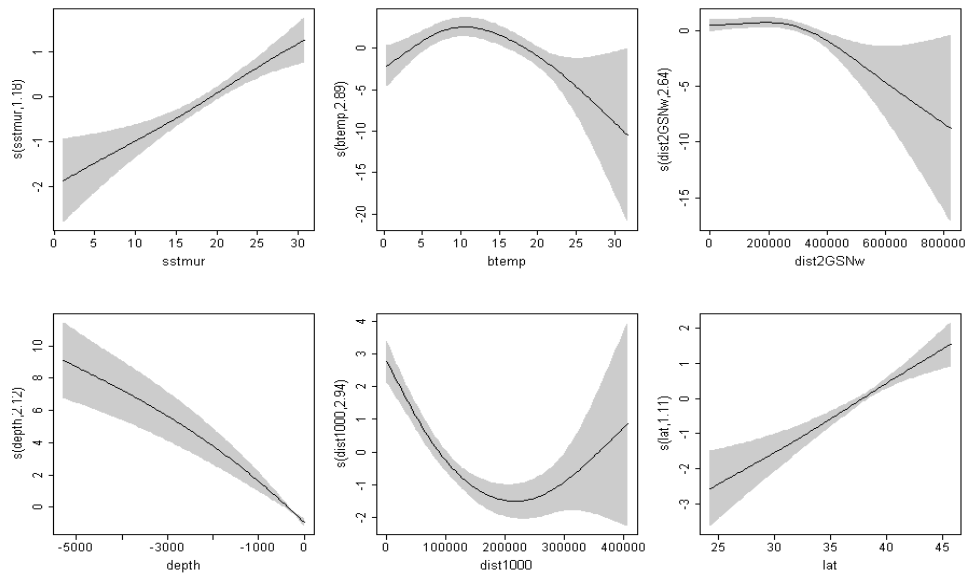 s(sstmur,1.18)
1
0
-1
-2
0 5 10 15 20 25 30
sstmur
s(btemp,2.89)
0
-5
-10
-15
-20
0 5 10 15 20 25 30
btemp
s(dist2GSNw,2.64)
0
-5
-10
-15
0 200000 400000 600000 800000
dist2GSNw
s(depth,2.12)
10
8
6
4
2
0
-5000 -3000 -1000 0
depth
s(dist1000,2.94)
4
3
2
1
0
-1
-2
0 100000 200000 300000 400000
dist1000
s(lat,1.11)
2
1
0
-1
-2
-3
25 30 35 40 45
lat